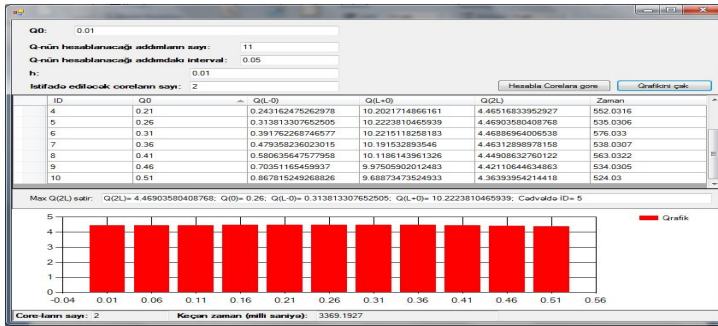 Q0: 0.01
Q-nün hesablanacağı addımların sayı: 11
Q-nün hesablanacağı addımdakı interval: 0.05
h: 0.01
İstifadə ediləcək coreların sayı: 2
Hesabla Corelara gore Qrafikini çək
ID Q0 Q(L-0) Q(L+0) Q(2L) Zaman
4 0.21 0.243162475262978 10.2021714866161 4.46516833952927 552.0316
5 0.26 0.313813307652505 10.2223810465939 4.46903580408768 535.0306
6 0.31 0.391762268746577 10.2215118258183 4.46886964006538 576.033
7 0.36 0.479358236023015 10.191532893546 4.46312898978158 538.0307
8 0.41 0.580635647577958 10.1186143961326 4.44908632760122 563.0322
9 0.46 0.70351165459937 9.97505902012483 4.42110644634863 534.0305
10 0.51 0.867815249268826 9.68873473524933 4.36393954214418 524.03
Max Q(2L) sətir: Q(2L)= 4.46903580408768; Q(0)= 0.26; Q(L-0)= 0.313813307652505; Q(L+0)= 10.2223810465939; Cədvəldə İD= 5
5
4
3
2
1
0
-0.04 0.01 0.06 0.11 0.16 0.21 0.26 0.31 0.36 0.41 0.46 0.51 0.56
Qrafik
Core-ların sayı: 2 Keçən zaman (milli saniyə): 3369.1927